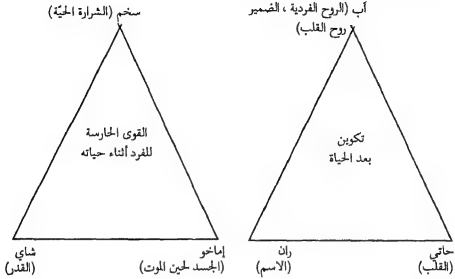 آب (الروح الفردية ، الضمير
روح القلب)
تكوين
بعد الحياة
حاتي
(القلب)
ران
(الاسم)
سخم (الشرارة الحيّة)
القوى الحارسة
للفرد أثناء حياته
إماخو
(الجسد لحين الموت)
شاي
(القدر)